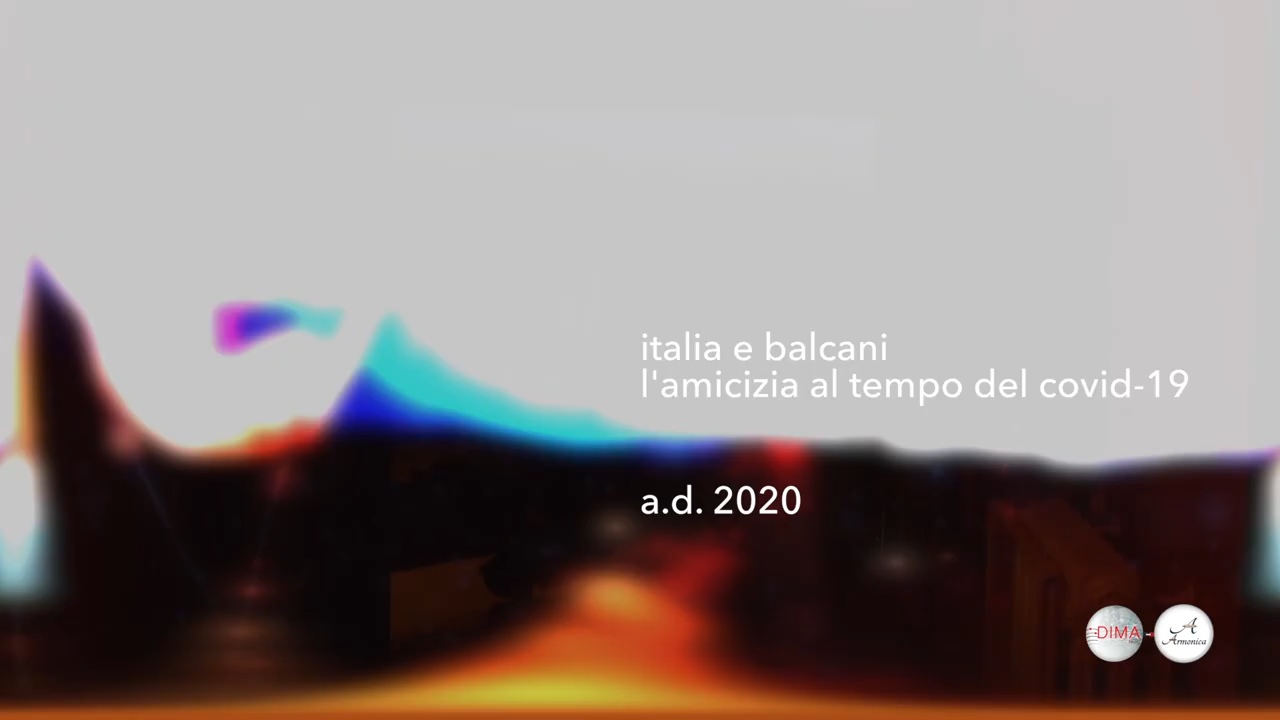 italia e balcani
l'amicizia al tempo del covid-19
a.d. 2020
DIMA
A
Armonica